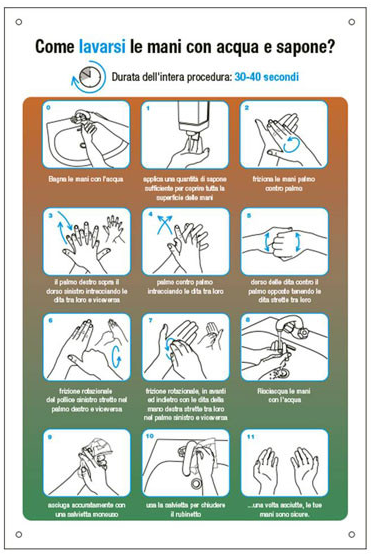 Come lavarsi le mani con acqua e sapone?
Durata dell'intera procedura: 30-40 secondi
0
1
2
Bagna le mani con l'acqua
applica una quantità di sapone
sufficiente per coprire tutta la
superficie delle mani
friziona le mani palmo
contro palmo
3
4
5
il palmo destro sopra il
dorso sinistro intrecciando le
dita tra loro e viceversa
palmo contro palmo
intrecciando le dita tra loro
dorso delle dita contro il
palmo opposto tenendo le
dita strette tra loro
6
7
8
frizione rotazionale
del pollice sinistro stretto nel
palmo destro e viceversa
frizione rotazionale, in avanti
ed indietro con le dita della
mano destra strette tra loro
nel palmo sinistro e viceversa
Risciacqua le mani
con l'acqua
9
10
11
asciuga accuratamente con
una salvietta monouso
usa la salvietta per chiudere
il rubinetto
...una volta asciutte, le tue
mani sono sicure.